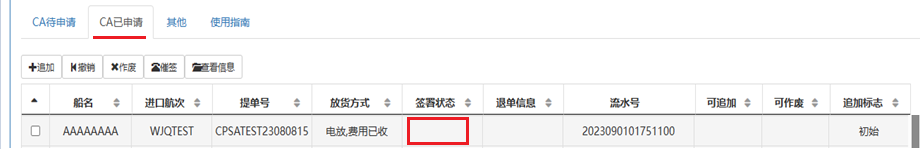 CA待申请 CA已申请 其他 使用指南
追加 撤销 作废 催签 查看信息
船名 进口航次 提单号 放货方式 签署状态 退单信息 流水号 可追加 可作废 追加标志
AAAAAAAA WJQTEST CPSATEST23080815 电放,费用已收 2023090101751100 初始